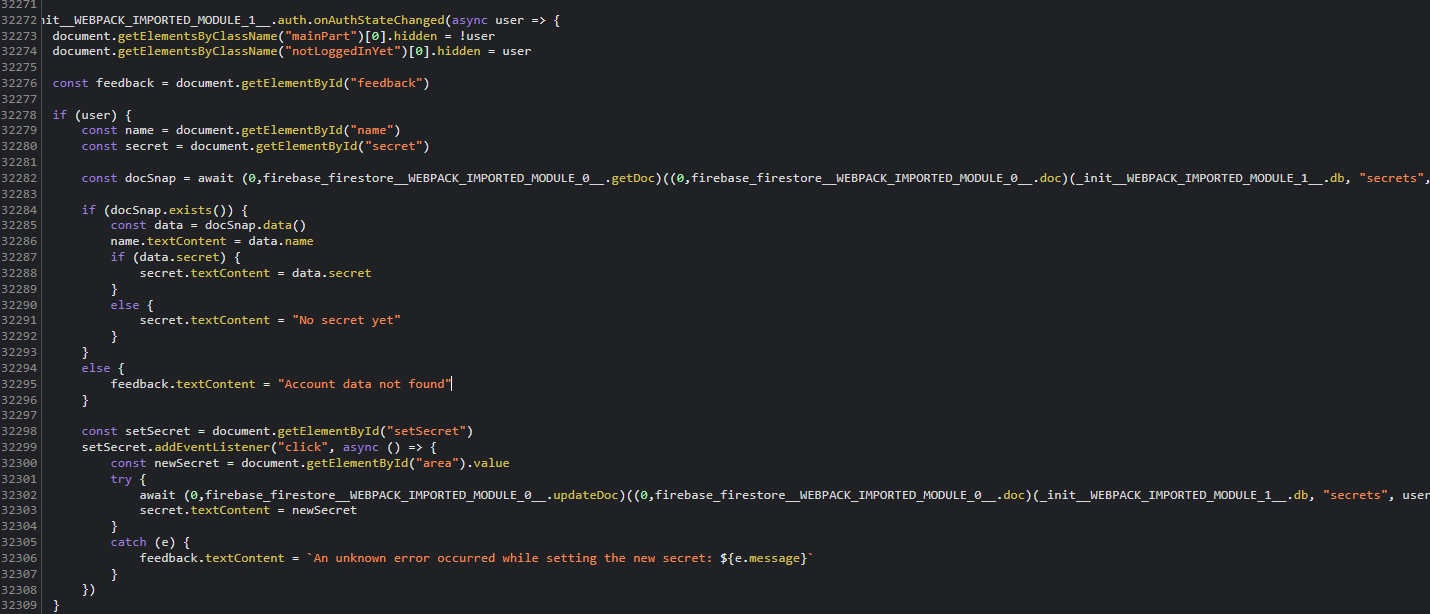 32271
32272 nit__WEBPACK_IMPORTED_MODULE_1__.auth.onAuthStateChanged(async user => {
32273 document.getElementsByClassName("mainPart")[0].hidden = !user
32274 document.getElementsByClassName("notLoggedInYet")[0].hidden = user
32275
32276 const feedback = document.getElementById("feedback")
32277
32278 if (user) {
32279     const name = document.getElementById("name")
32280     const secret = document.getElementById("secret")
32281
32282     const docSnap = await (0,firebase_firestore__WEBPACK_IMPORTED_MODULE_0__.getDoc)((0,firebase_firestore__WEBPACK_IMPORTED_MODULE_0__.doc)(_init__WEBPACK_IMPORTED_MODULE_1__.db, "secrets",
32283
32284     if (docSnap.exists()) {
32285         const data = docSnap.data()
32286         name.textContent = data.name
32287         if (data.secret) {
32288             secret.textContent = data.secret
32289         }
32290         else {
32291             secret.textContent = "No secret yet"
32292         }
32293     }
32294     else {
32295         feedback.textContent = "Account data not found"
32296     }
32297
32298     const setSecret = document.getElementById("setSecret")
32299     setSecret.addEventListener("click", async () => {
32300         const newSecret = document.getElementById("area").value
32301         try {
32302             await (0,firebase_firestore__WEBPACK_IMPORTED_MODULE_0__.updateDoc)((0,firebase_firestore__WEBPACK_IMPORTED_MODULE_0__.doc)(_init__WEBPACK_IMPORTED_MODULE_1__.db, "secrets", user
32303             secret.textContent = newSecret
32304         }
32305         catch (e) {
32306             feedback.textContent = `An unknown error occurred while setting the new secret: ${e.message}`
32307         }
32308     })
32309 }